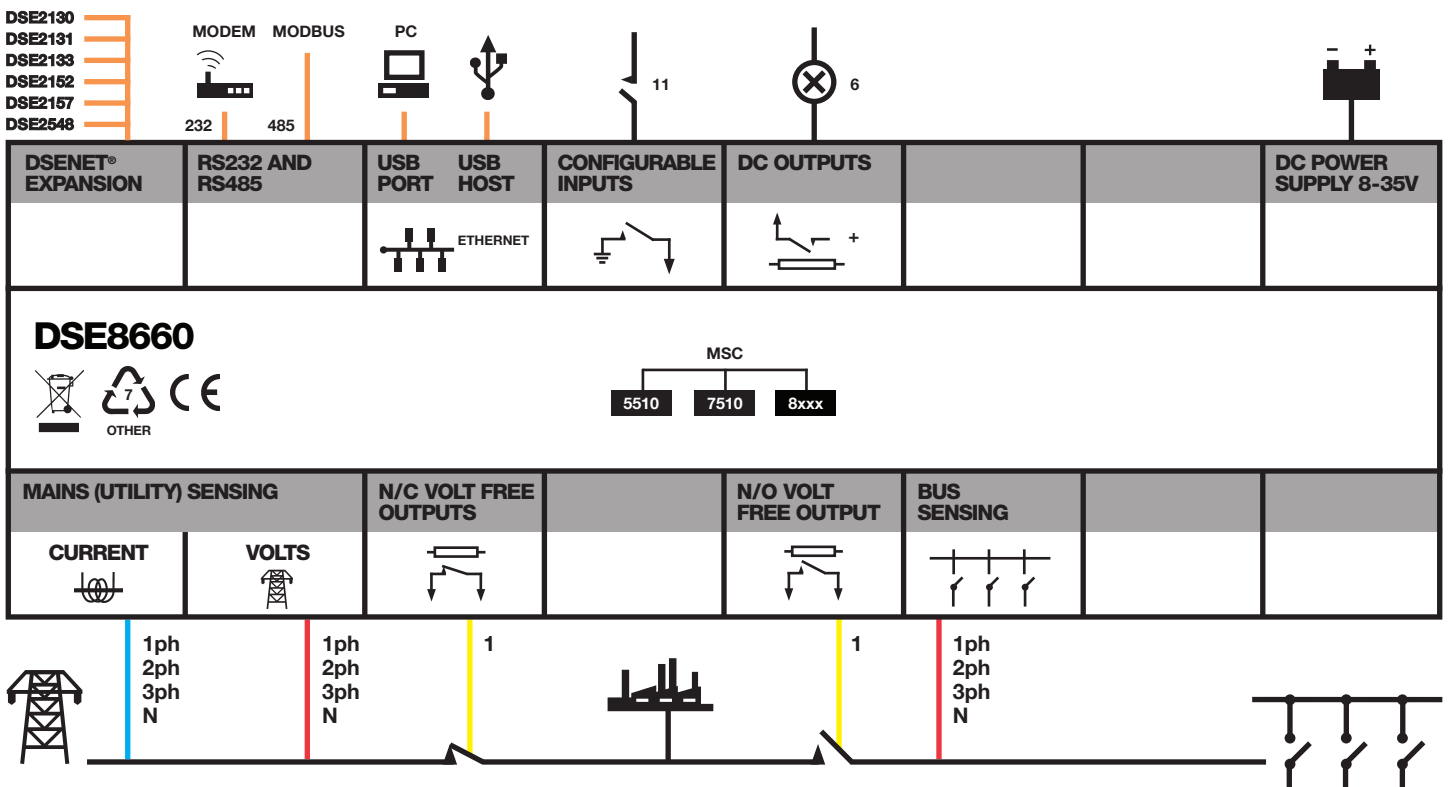 DSE2130
DSE2131
DSE2133
DSE2152
DSE2157
DSE2548
MODEM MODBUS PC
232 485 11 6 - +
DSENET®
EXPANSION
RS232 AND
RS485
USB
PORT
USB
HOST
CONFIGURABLE
INPUTS
DC OUTPUTS
DC POWER
SUPPLY 8-35V
ETHERNET
+
DSE8660
7
OTHER
CE
MSC
5510 7510 8xxx
MAINS (UTILITY) SENSING
N/C VOLT FREE
OUTPUTS
N/O VOLT
FREE OUTPUT
BUS
SENSING
CURRENT
VOLTS
1ph
2ph
3ph
N
1ph
2ph
3ph
N
1
1
1ph
2ph
3ph
N